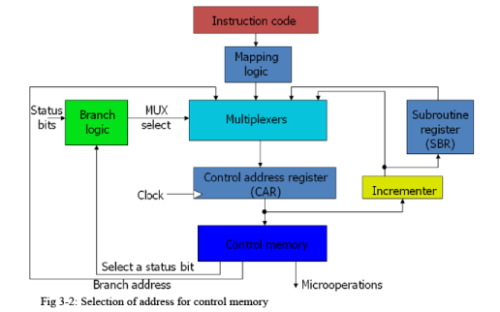 Instruction code
Mapping
logic
Status
bits
Branch
logic
MUX
select
Multiplexers
Subroutine
register
(SBR)
Control address register
(CAR)
Clock
Incrementer
Control memory
Select a status bit
Branch address
Microoperations
Fig 3-2: Selection of address for control memory